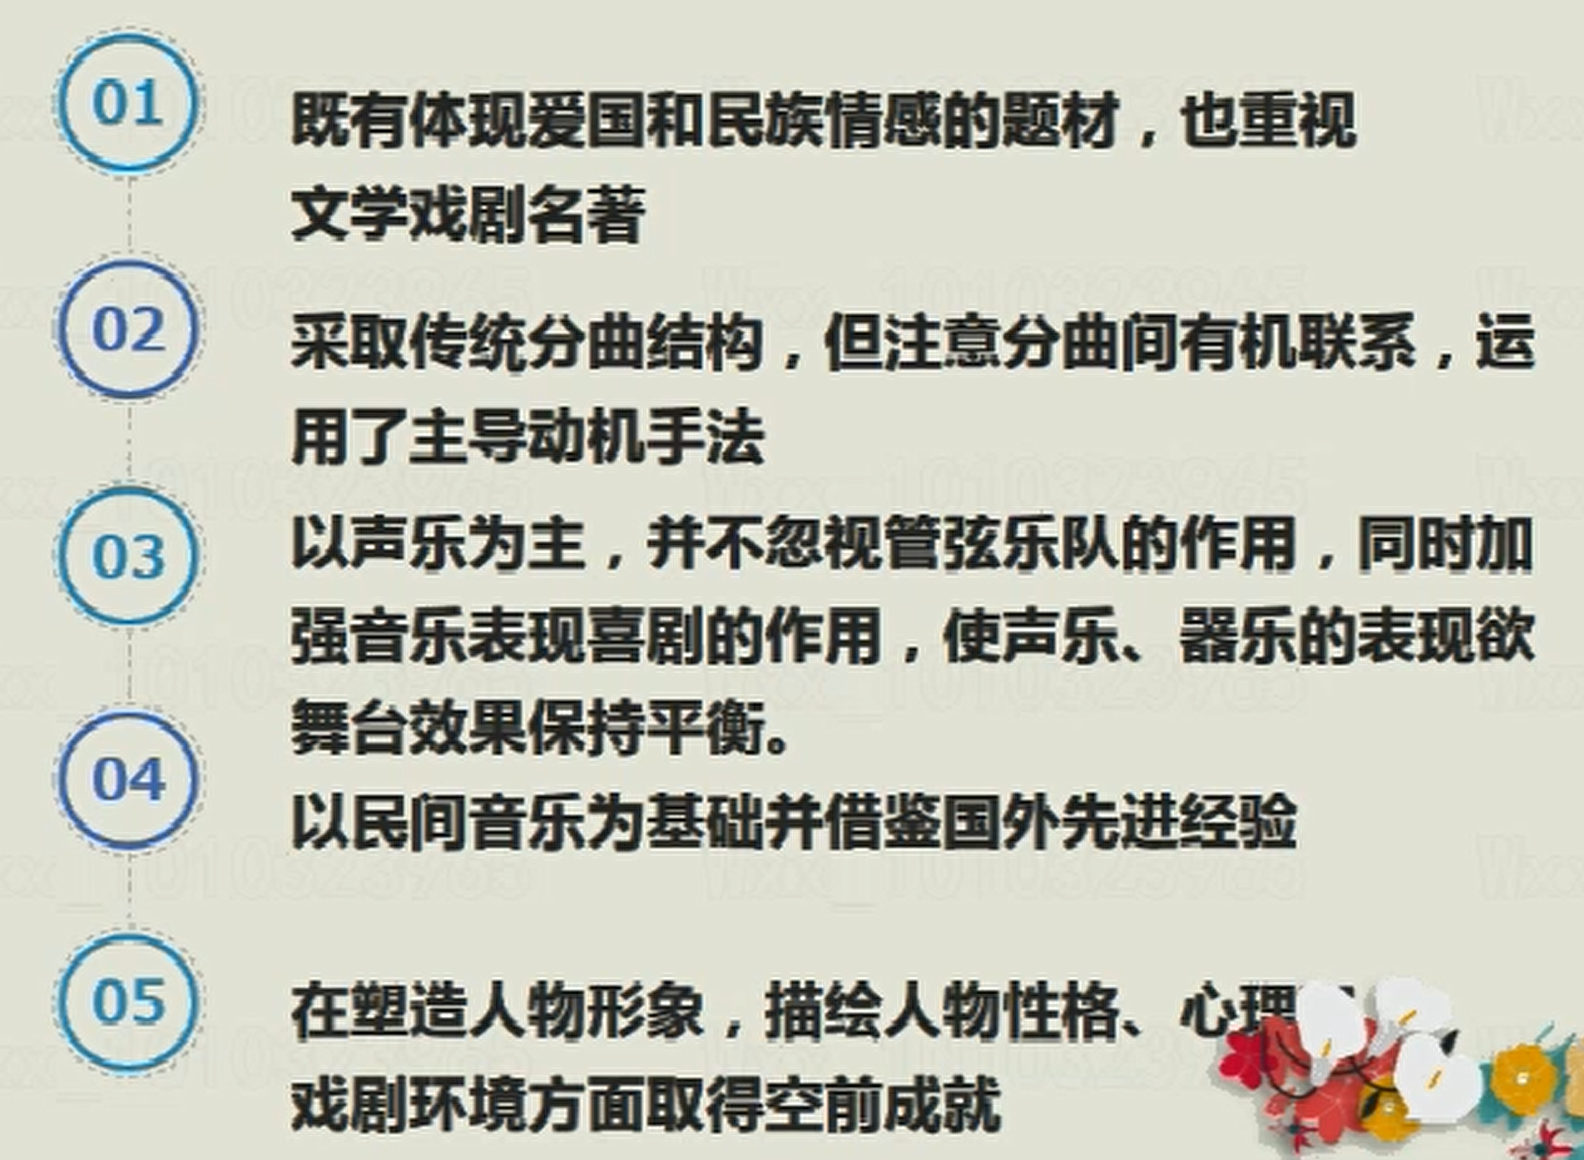 01
既有体现爱国和民族情感的题材，也重视
文学戏剧名著
02
采取传统分曲结构，但注意分曲间有机联系，运
用了主导动机手法
03
以声乐为主，并不忽视管弦乐队的作用，同时加
强音乐表现喜剧的作用，使声乐、器乐的表现欲
舞台效果保持平衡。
04
以民间音乐为基础并借鉴国外先进经验
05
在塑造人物形象，描绘人物性格、心理
戏剧环境方面取得空前成就